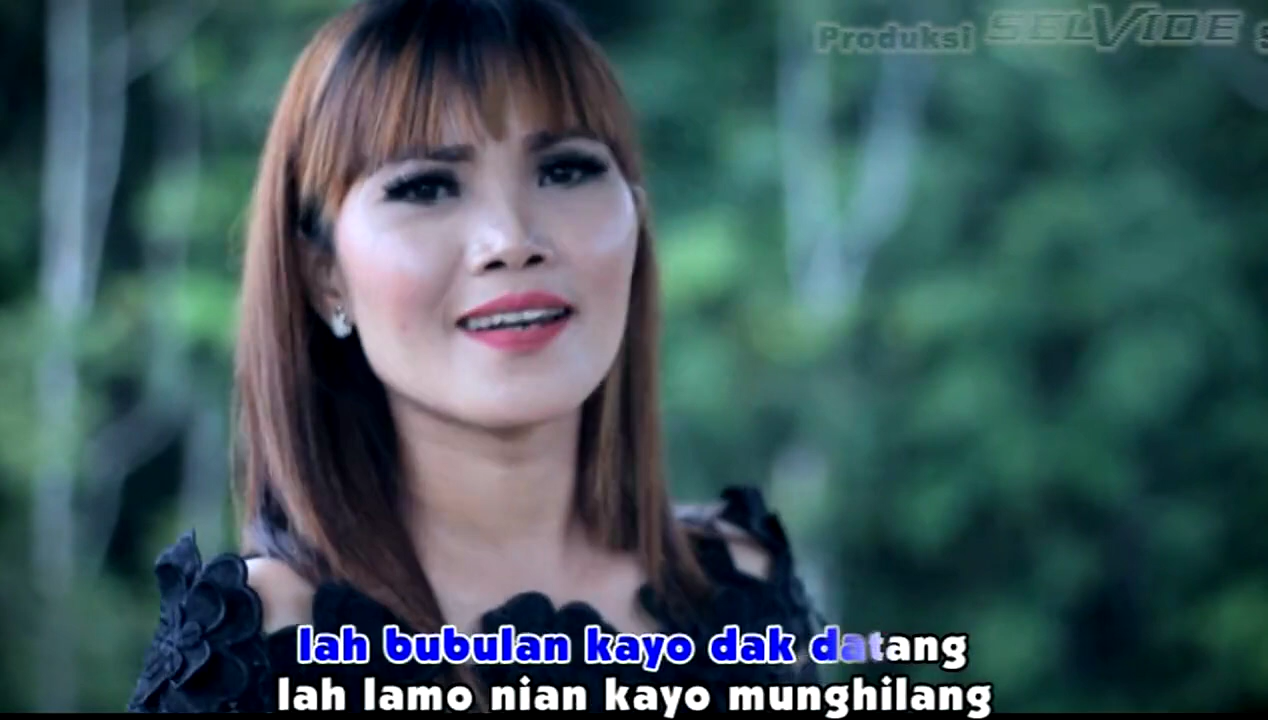 Produksi SELVIDE
lah bubulan kayo dak datang
lah lamo nian kayo munghilang